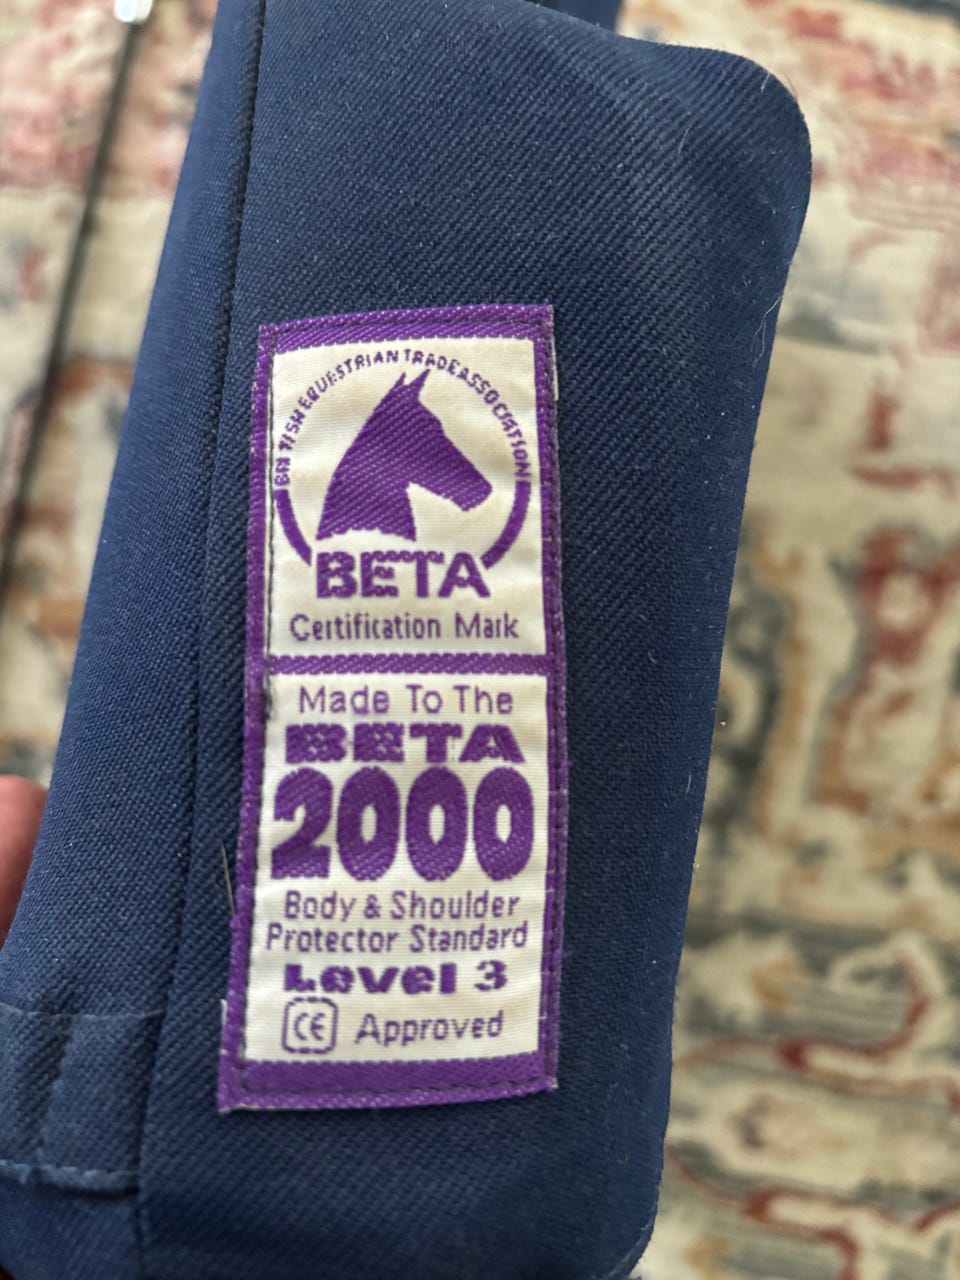 BRITISH EQUESTRIAN TRADE ASSOCIATION
BETA
Certification Mark
Made To The
BETA
2000
Body & Shoulder
Protector Standard
Level 3
CE Approved